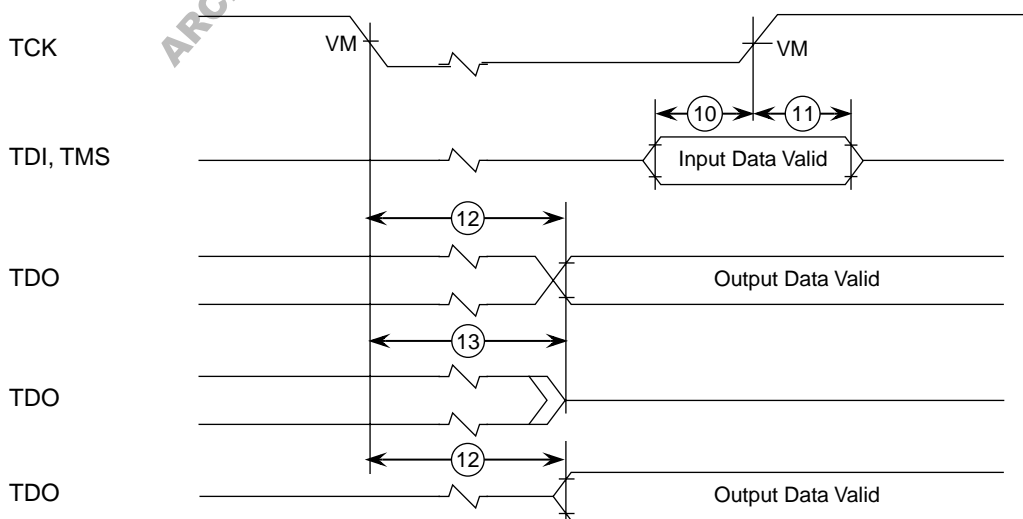 ARC
TCK
VM
VM
10
11
TDI, TMS
Input Data Valid
12
TDO
Output Data Valid
13
TDO
12
TDO
Output Data Valid